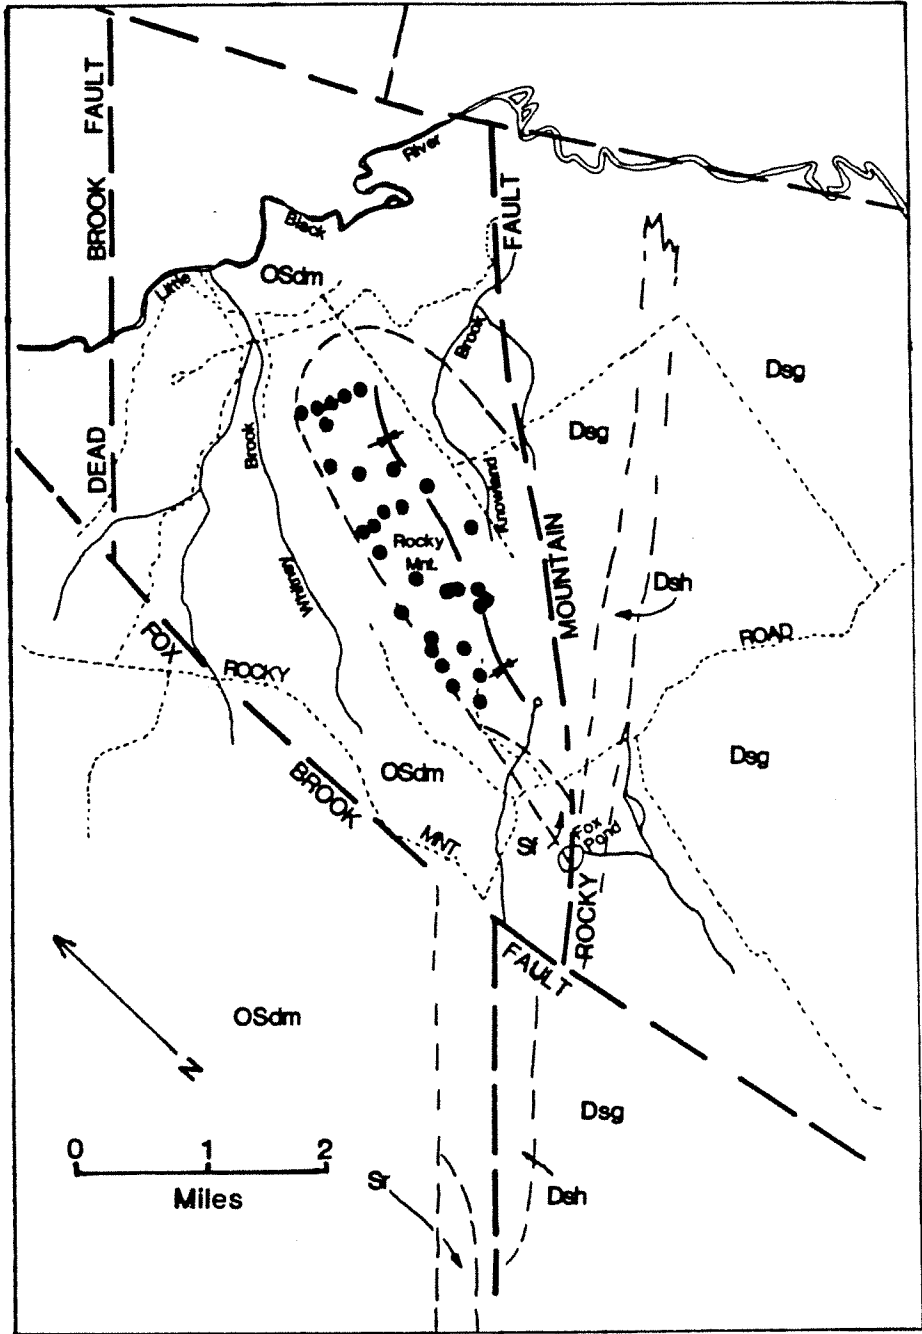 DEAD BROOK FAULT
River
Black
Little
OSdm
FAULT
Brook
Dsg
Dsg
Brook
Knowland
Rocky
Mnt.
MOUNTAIN
Dsh
Whitney
FOX
ROCKY
ROAD
Dsg
OSdm
BROOK
MNT
Sf
Fox
Pond
ROCKY
FAULT
OSdm
N
Dsg
0 1 2
Miles
Sr
Dsh